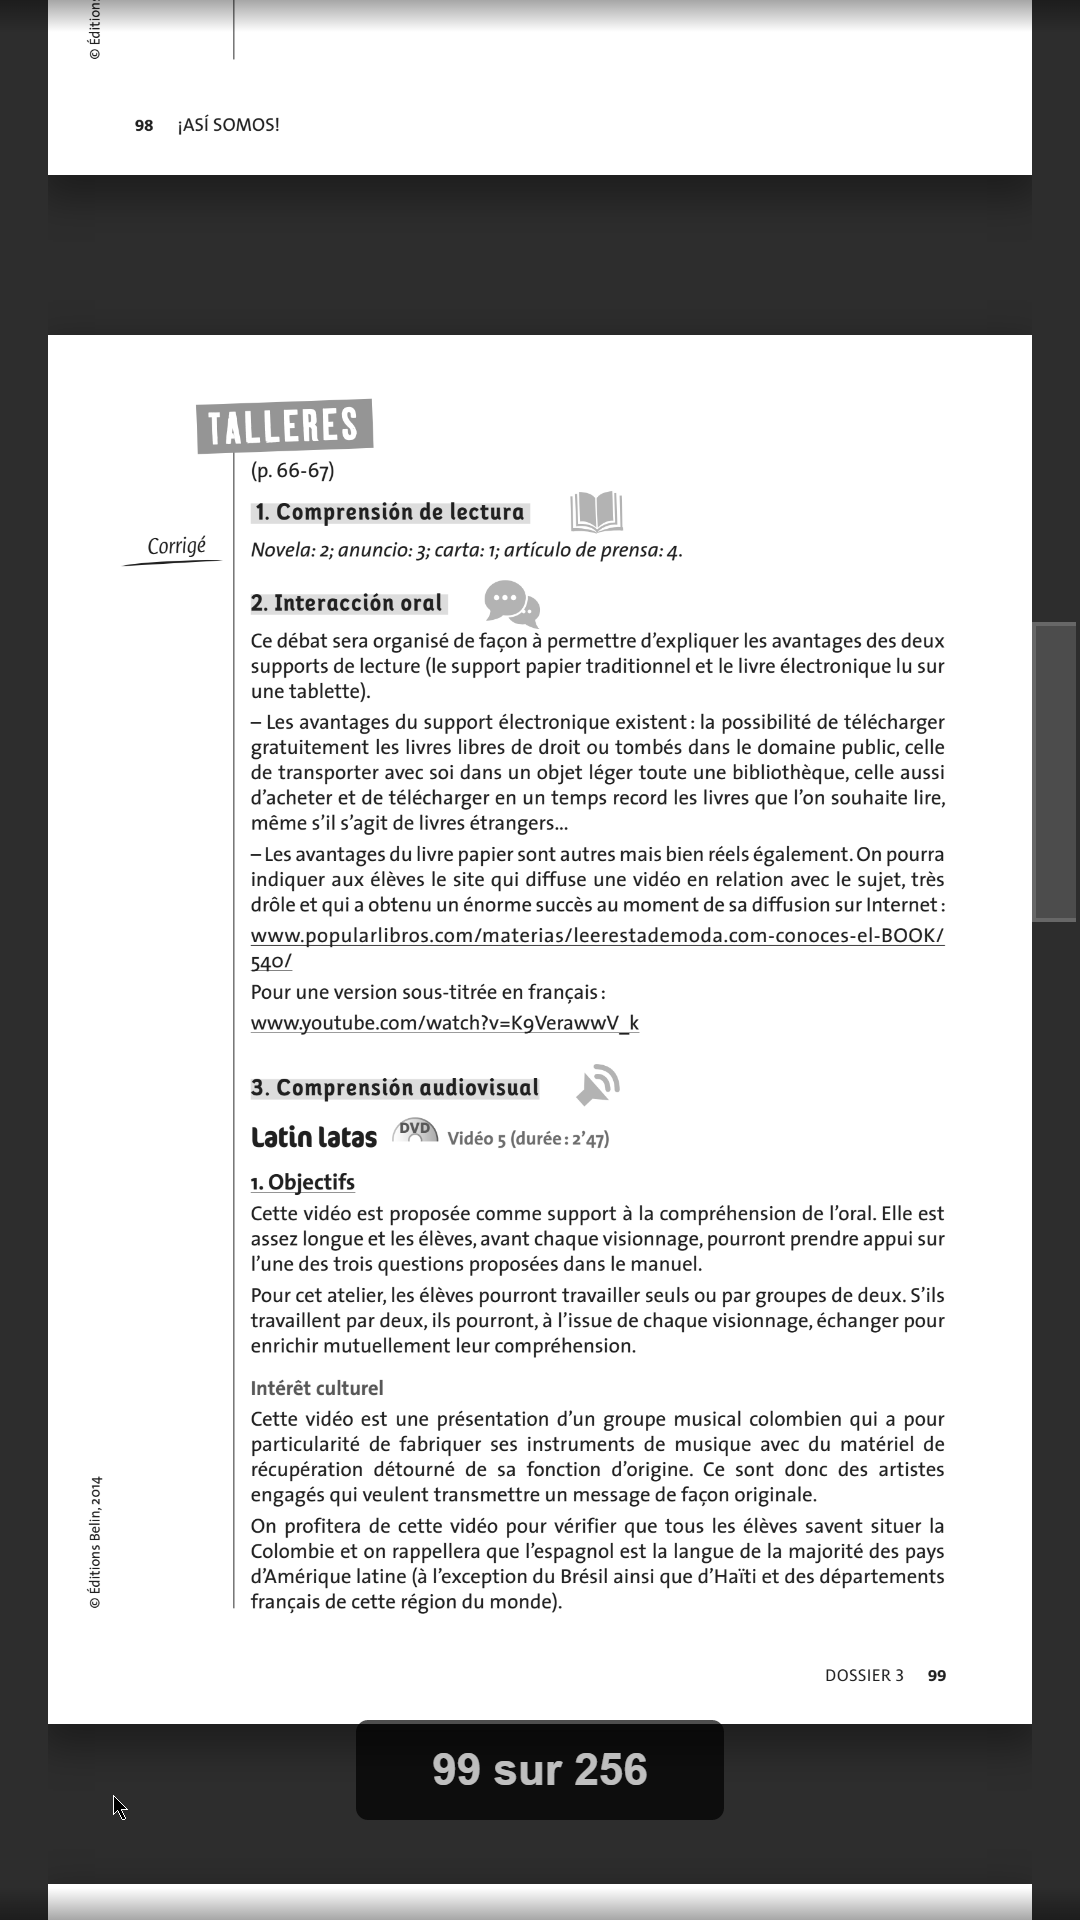 © Éditions
98 ¡ASÍ SOMOS!
TALLERES
(p. 66-67)
1. Comprensión de lectura
Corrigé
Novela: 2; anuncio: 3; carta: 1; artículo de prensa: 4.
2. Interacción oral
Ce débat sera organisé de façon à permettre d’expliquer les avantages des deux
supports de lecture (le support papier traditionnel et le livre électronique lu sur
une tablette).
– Les avantages du support électronique existent : la possibilité de télécharger
gratuitement les livres libres de droit ou tombés dans le domaine public, celle
de transporter avec soi dans un objet léger toute une bibliothèque, celle aussi
d’acheter et de télécharger en un temps record les livres que l’on souhaite lire,
même s’il s’agit de livres étrangers...
– Les avantages du livre papier sont autres mais bien réels également. On pourra
indiquer aux élèves le site qui diffuse une vidéo en relation avec le sujet, très
drôle et qui a obtenu un énorme succès au moment de sa diffusion sur Internet :
www.popularlibros.com/materias/leerestademoda.com-conoces-el-BOOK/
540/
Pour une version sous-titrée en français :
www.youtube.com/watch?v=K9VerawwV_k
3. Comprensión audiovisual
Latin latas DVD Vidéo 5 (durée : 2’47)
1. Objectifs
Cette vidéo est proposée comme support à la compréhension de l’oral. Elle est
assez longue et les élèves, avant chaque visionnage, pourront prendre appui sur
l’une des trois questions proposées dans le manuel.
Pour cet atelier, les élèves pourront travailler seuls ou par groupes de deux. S’ils
travaillent par deux, ils pourront, à l’issue de chaque visionnage, échanger pour
enrichir mutuellement leur compréhension.
Intérêt culturel
Cette vidéo est une présentation d’un groupe musical colombien qui a pour
particularité de fabriquer ses instruments de musique avec du matériel de
récupération détourné de sa fonction d’origine. Ce sont donc des artistes
engagés qui veulent transmettre un message de façon originale.
On profitera de cette vidéo pour vérifier que tous les élèves savent situer la
Colombie et on rappellera que l’espagnol est la langue de la majorité des pays
d’Amérique latine (à l’exception du Brésil ainsi que d’Haïti et des départements
français de cette région du monde).
© Éditions Belin, 2014
DOSSIER 3 99
99 sur 256